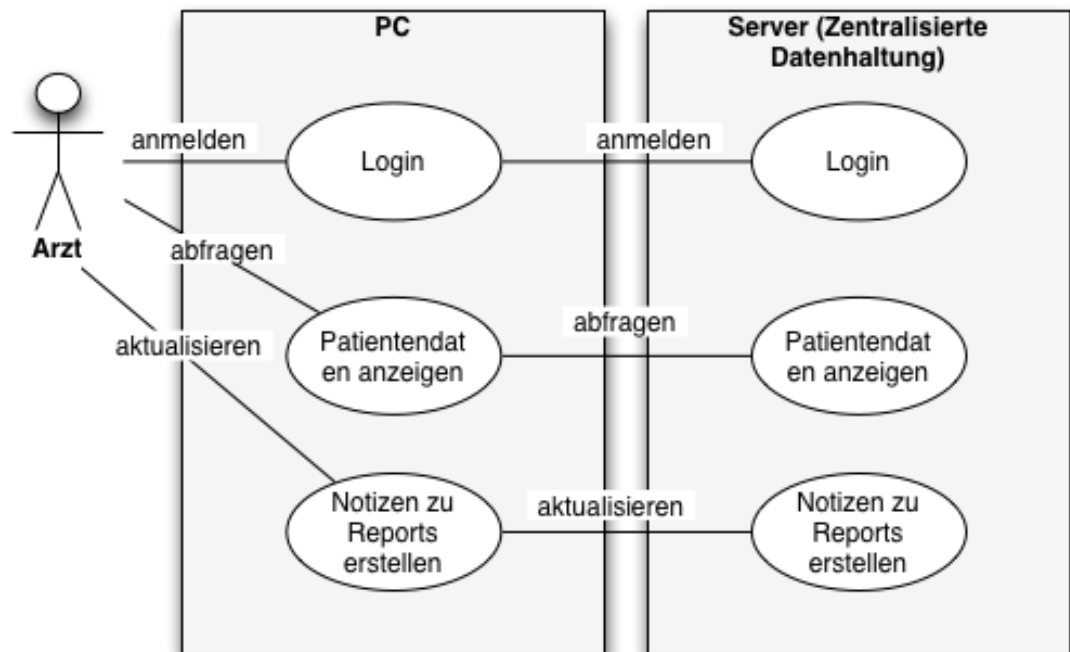 PC
Server (Zentralisierte
Datenhaltung)
anmelden
Login
anmelden
Login
Arzt
abfragen
Patientendat
en anzeigen
abfragen
Patientendat
en anzeigen
aktualisieren
Notizen zu
Reports
erstellen
aktualisieren
Notizen zu
Reports
erstellen